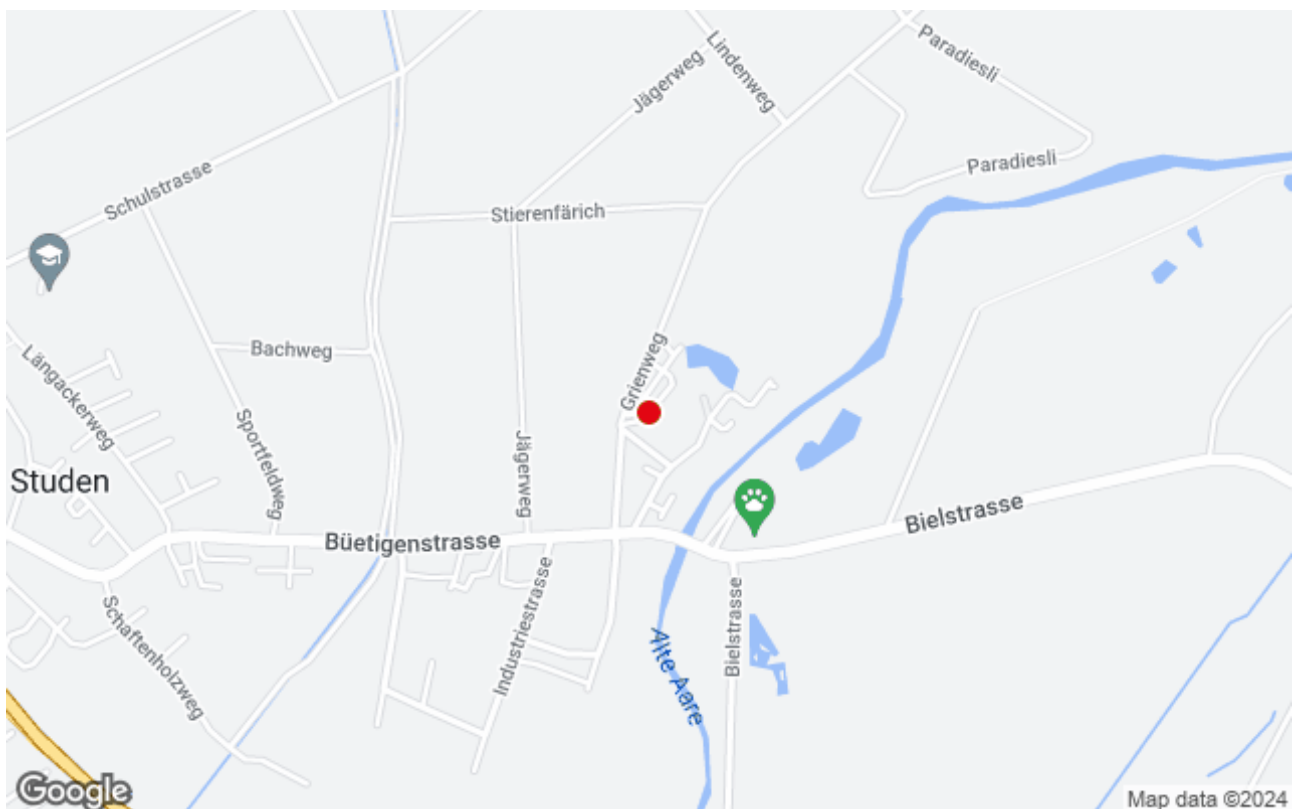 Paradiesli
Lindenweg
Jägerweg
Paradiesli
Schulstrasse
Stierenfärich
Bachweg
Längackerweg
Grienweg
Sportfeldweg
Jägerweg
Studen
Bielstrasse
Büetigenstrasse
Industriestrasse
Bielstrasse
Schaftenholzweg
Alte Aare
Google
Map data ©2024